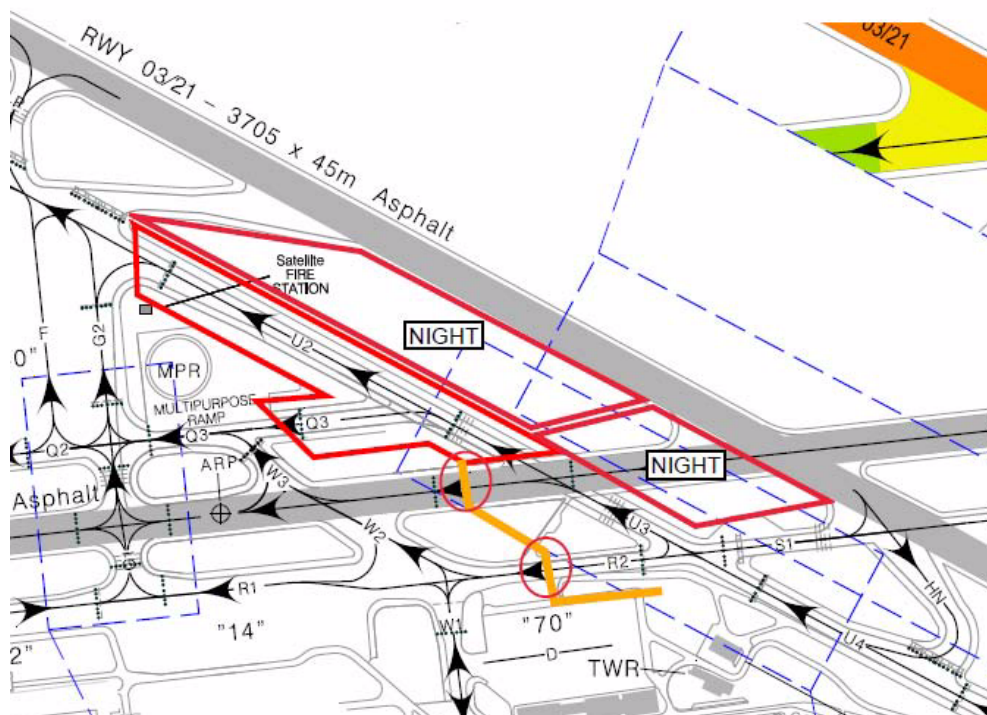 03/21
RWY 03/21 - 3705 x 45m Asphalt
Satellite
FIRE
STATION
NIGHT
U2
F
G2
0"
MPR
MULTIPURPOSE
RAMP
Q3
Q3
Q2
ARP
W3
NIGHT
Asphalt
W2
U3
S1
R2
R1
HN
"14"
W1
"70"
U4
D
TWR
2"